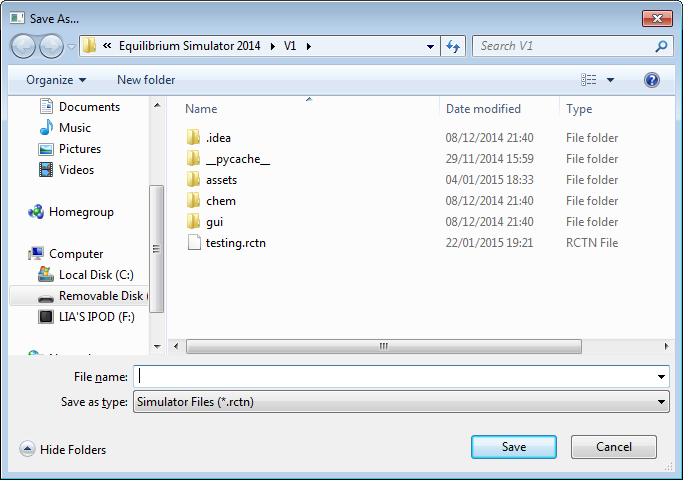 Save As...
« Equilibrium Simulator 2014 V1
Search V1
Organize New folder
Documents
Music
Pictures
Videos
Homegroup
Computer
Local Disk (C:)
Removable Disk (
LIA'S IPOD (F:)
Name Date modified Type
.idea 08/12/2014 21:40 File folder
__pycache__ 29/11/2014 15:59 File folder
assets 04/01/2015 18:33 File folder
chem 08/12/2014 21:40 File folder
gui 08/12/2014 21:40 File folder
testing.rctn 22/01/2015 19:21 RCTN File
File name:
Save as type: Simulator Files (*.rctn)
Hide Folders
Save Cancel